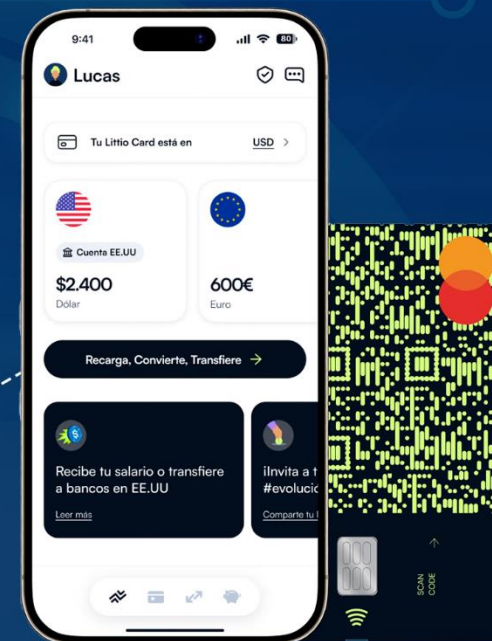 9:41
80
Lucas
Tu Littio Card está en
USD
Cuenta EE.UU
$2.400
Dólar
600€
Euro
Recarga, Convierte, Transfiere
Recibe tu salario o transfiere
a bancos en EE.UU
Leer más
¡Invita a t
#evolucio
Comparte tu
SCAN
CODE